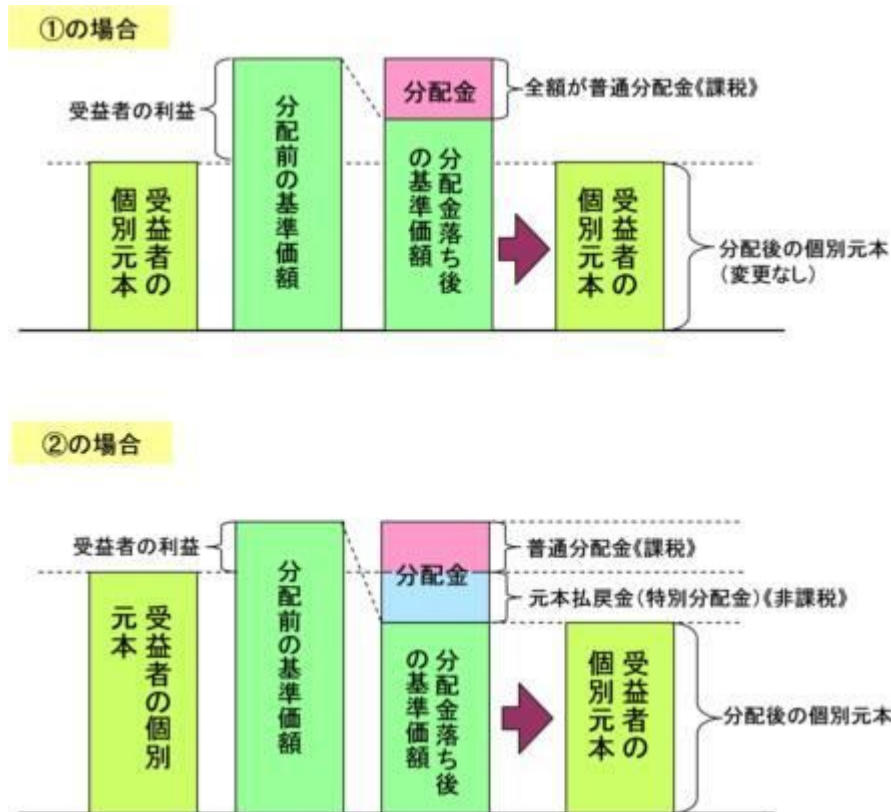 ①の場合
受益者の利益
受益者の
個別元本
分配前の基準価額
分配金
分配金落ち後
の基準価額
全額が普通分配金《課税》
受益者の
個別元本
分配後の個別元本
（変更なし）
②の場合
受益者の利益
受益者の個別
元本
分配前の基準価額
分配金
分配金落ち後
の基準価額
普通分配金《課税》
元本払戻金（特別分配金）《非課税》
受益者の
個別元本
分配後の個別元本